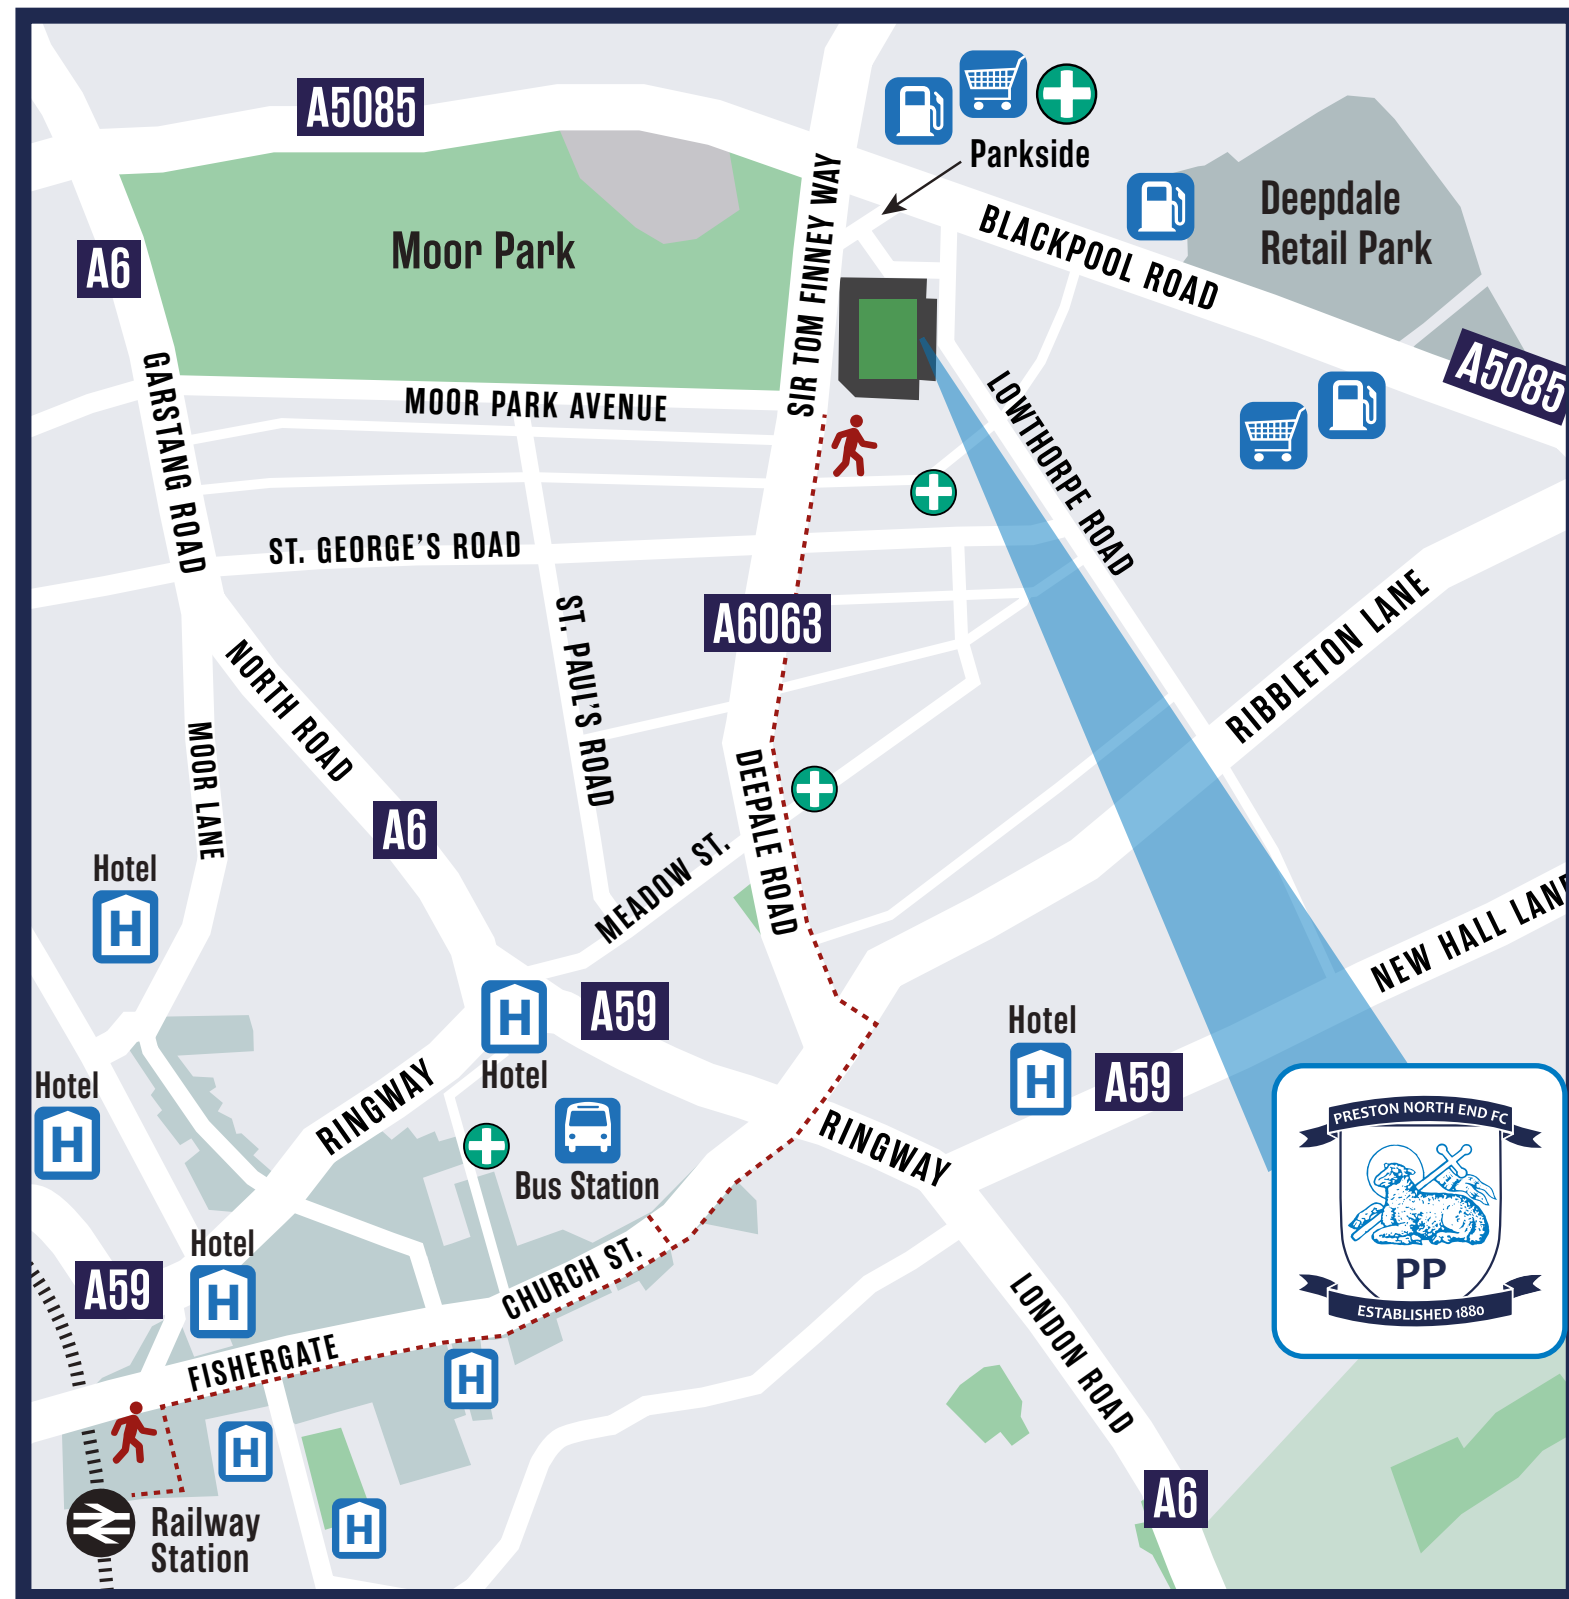 A5085
Parkside
Deepdale
Retail Park
BLACKPOOL ROAD
A5085
A6
Moor Park
SIR TOM FINNEY WAY
MOOR PARK AVENUE
GARSTANG ROAD
LOWTHORPE ROAD
ST. GEORGE'S ROAD
A6063
ST. PAUL'S ROAD
RIBBLETON LANE
NORTH ROAD
MOOR LANE
A6
DEEPALE ROAD
MEADOW ST.
Hotel
H
NEW HALL LANE
H
Hotel
A59
Hotel
H
A59
Hotel
H
RINGWAY
RINGWAY
Bus Station
PRESTON NORTH END FC
PP
ESTABLISHED 1880
Hotel
H
A59
CHURCH ST.
LONDON ROAD
FISHERGATE
H
H
H
A6
Railway
Station